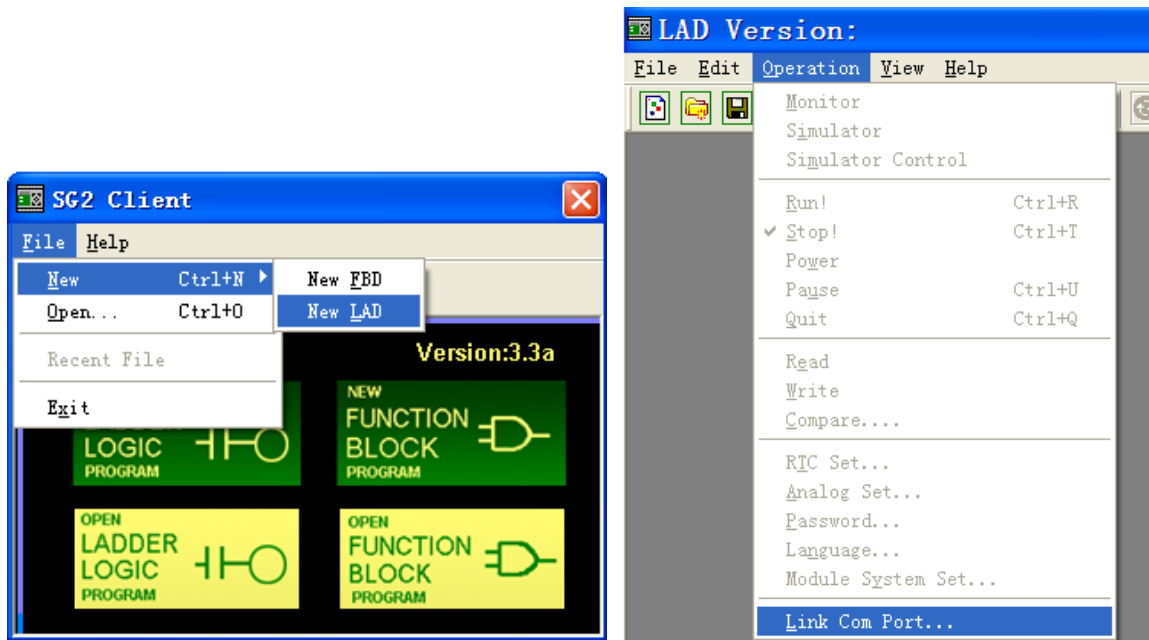 SG2 Client
File Help
New Ctrl+N New FBD
Open... Ctrl+O New LAD
Recent File
Exit
Version:3.3a
LOGIC
PROGRAM
NEW
FUNCTION
BLOCK
PROGRAM
OPEN
LADDER
LOGIC
PROGRAM
OPEN
FUNCTION
BLOCK
PROGRAM
LAD Version:
File Edit Operation View Help
Monitor
Simulator
Simulator Control
Run! Ctrl+R
Stop! Ctrl+T
Power
Pause Ctrl+U
Quit Ctrl+Q
Read
Write
Compare....
RTC Set...
Analog Set...
Password...
Language...
Module System Set...
Link Com Port...